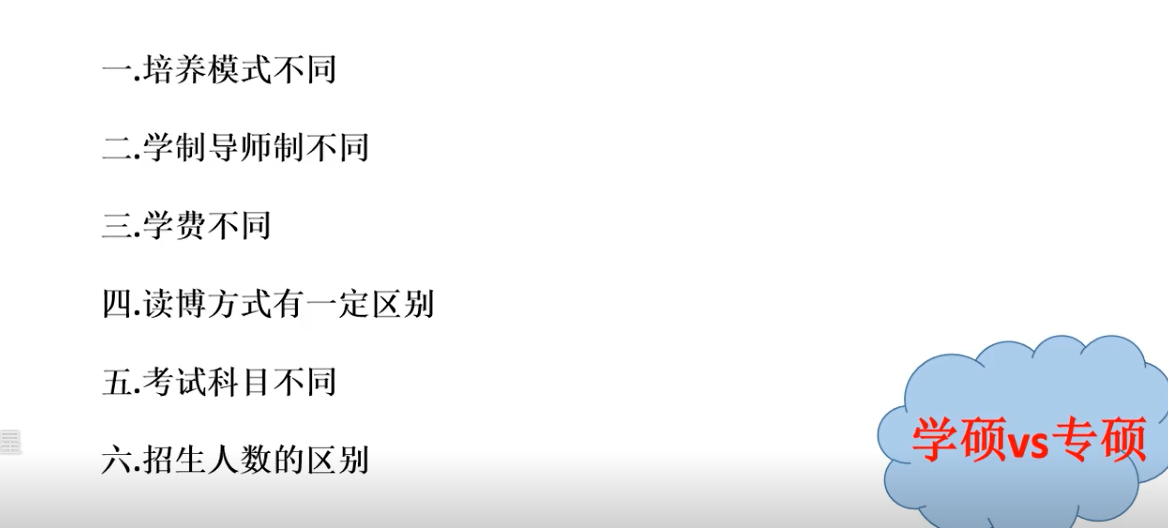 一.培养模式不同
二.学制导师制不同
三.学费不同
四.读博方式有一定区别
五.考试科目不同
六.招生人数的区别
学硕vs专硕